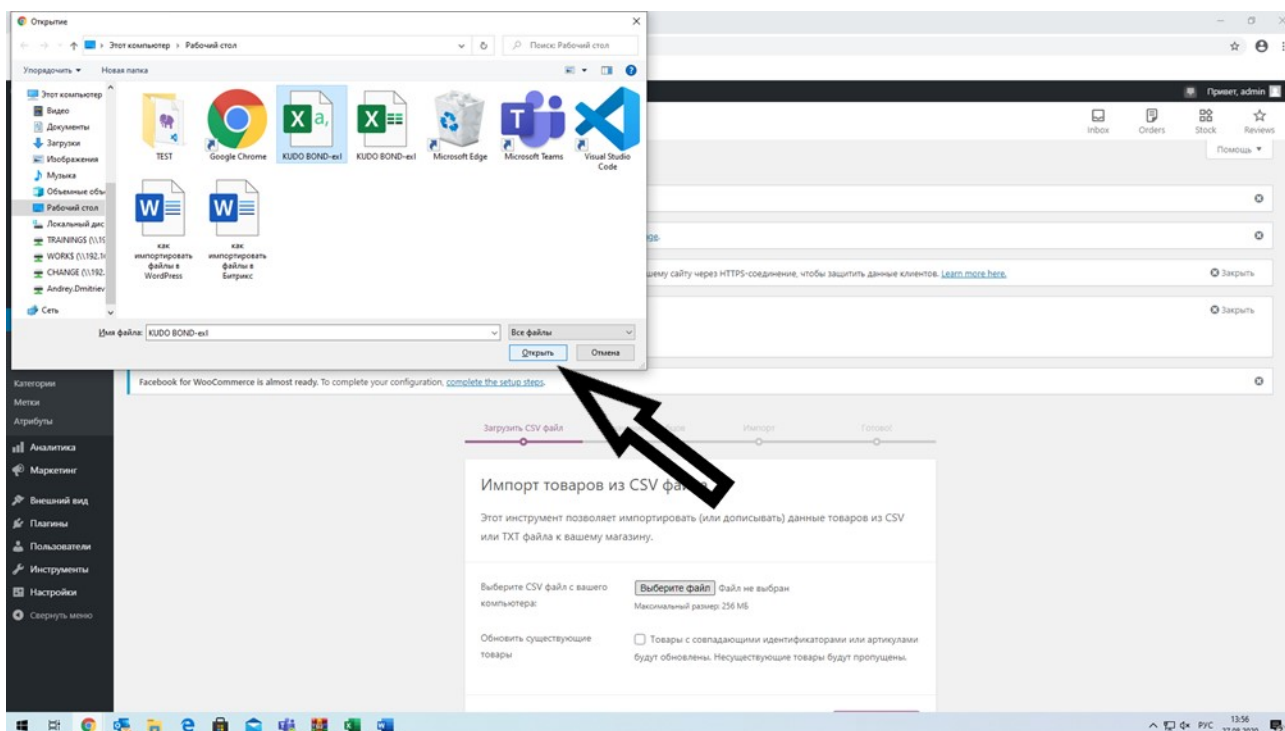 Открытие
Этот компьютер › Рабочий стол
Поиск: Рабочий стол
Упорядочить
Новая папка
Этот компьютер
Видео
Документы
Загрузки
Изображения
Музыка
Объемные объ
Рабочий стол
Локальный дис
TRAININGS (\\19
WORKS (\\192.16
CHANGE (\\192.
Andrey.Dmitriev
Сеть
TEST
Google Chrome
KUDO BOND-exl
KUDO BOND-exl
Microsoft Edge
Microsoft Teams
Visual Studio
Code
как
импортировать
файлы в
WordPress
как
импортировать
файлы в
Битрикс
Имя файла:
KUDO BOND-exl
Все файлы
Открыть
Отмена
Привет, admin
Inbox
Orders
Stock
Reviews
Помощь
шему сайту через HTTPS-соединение, чтобы защитить данные клиентов. Learn more here.
Закрыть
Закрыть
Facebook for WooCommerce is almost ready. To complete your configuration, complete the setup steps.
Категории
Метки
Атрибуты
Аналитика
Маркетинг
Внешний вид
Плагины
Пользователи
Инструменты
Настройки
Свернуть меню
Загрузить CSV файл
Импорт
Готово!
Импорт товаров из CSV файла
Этот инструмент позволяет импортировать (или дописывать) данные товаров из CSV
или TXT файла к вашему магазину.
Выберите CSV файл с вашего
компьютера:
Выберите файл
Файл не выбран
Максимальный размер: 256 МБ
Обновить существующие
товары
Товары с совпадающими идентификаторами или артикулами
будут обновлены. Несуществующие товары будут пропущены.
РУС
13:56